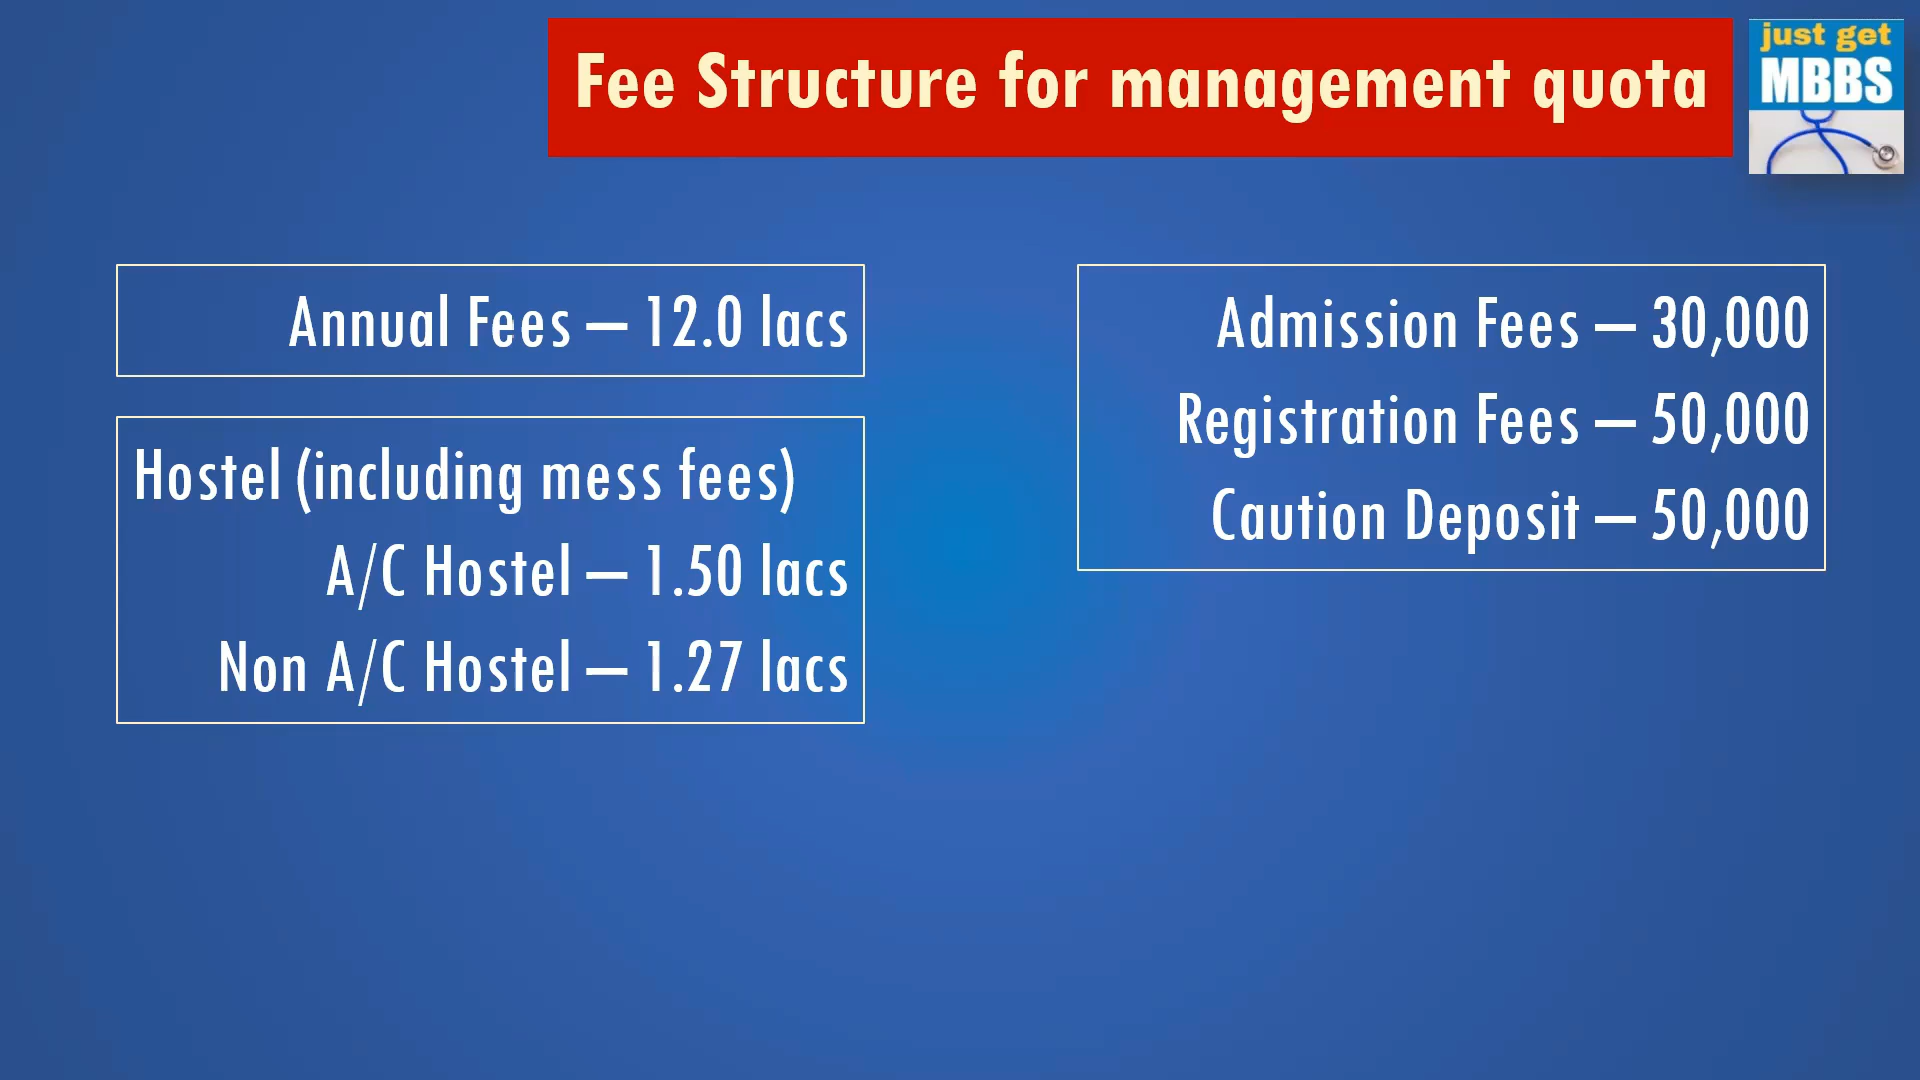 Fee Structure for management quota
just get
MBBS
Annual Fees – 12.0 lacs
Hostel (including mess fees)
A/C Hostel – 1.50 lacs
Non A/C Hostel – 1.27 lacs
Admission Fees – 30,000
Registration Fees – 50,000
Caution Deposit – 50,000